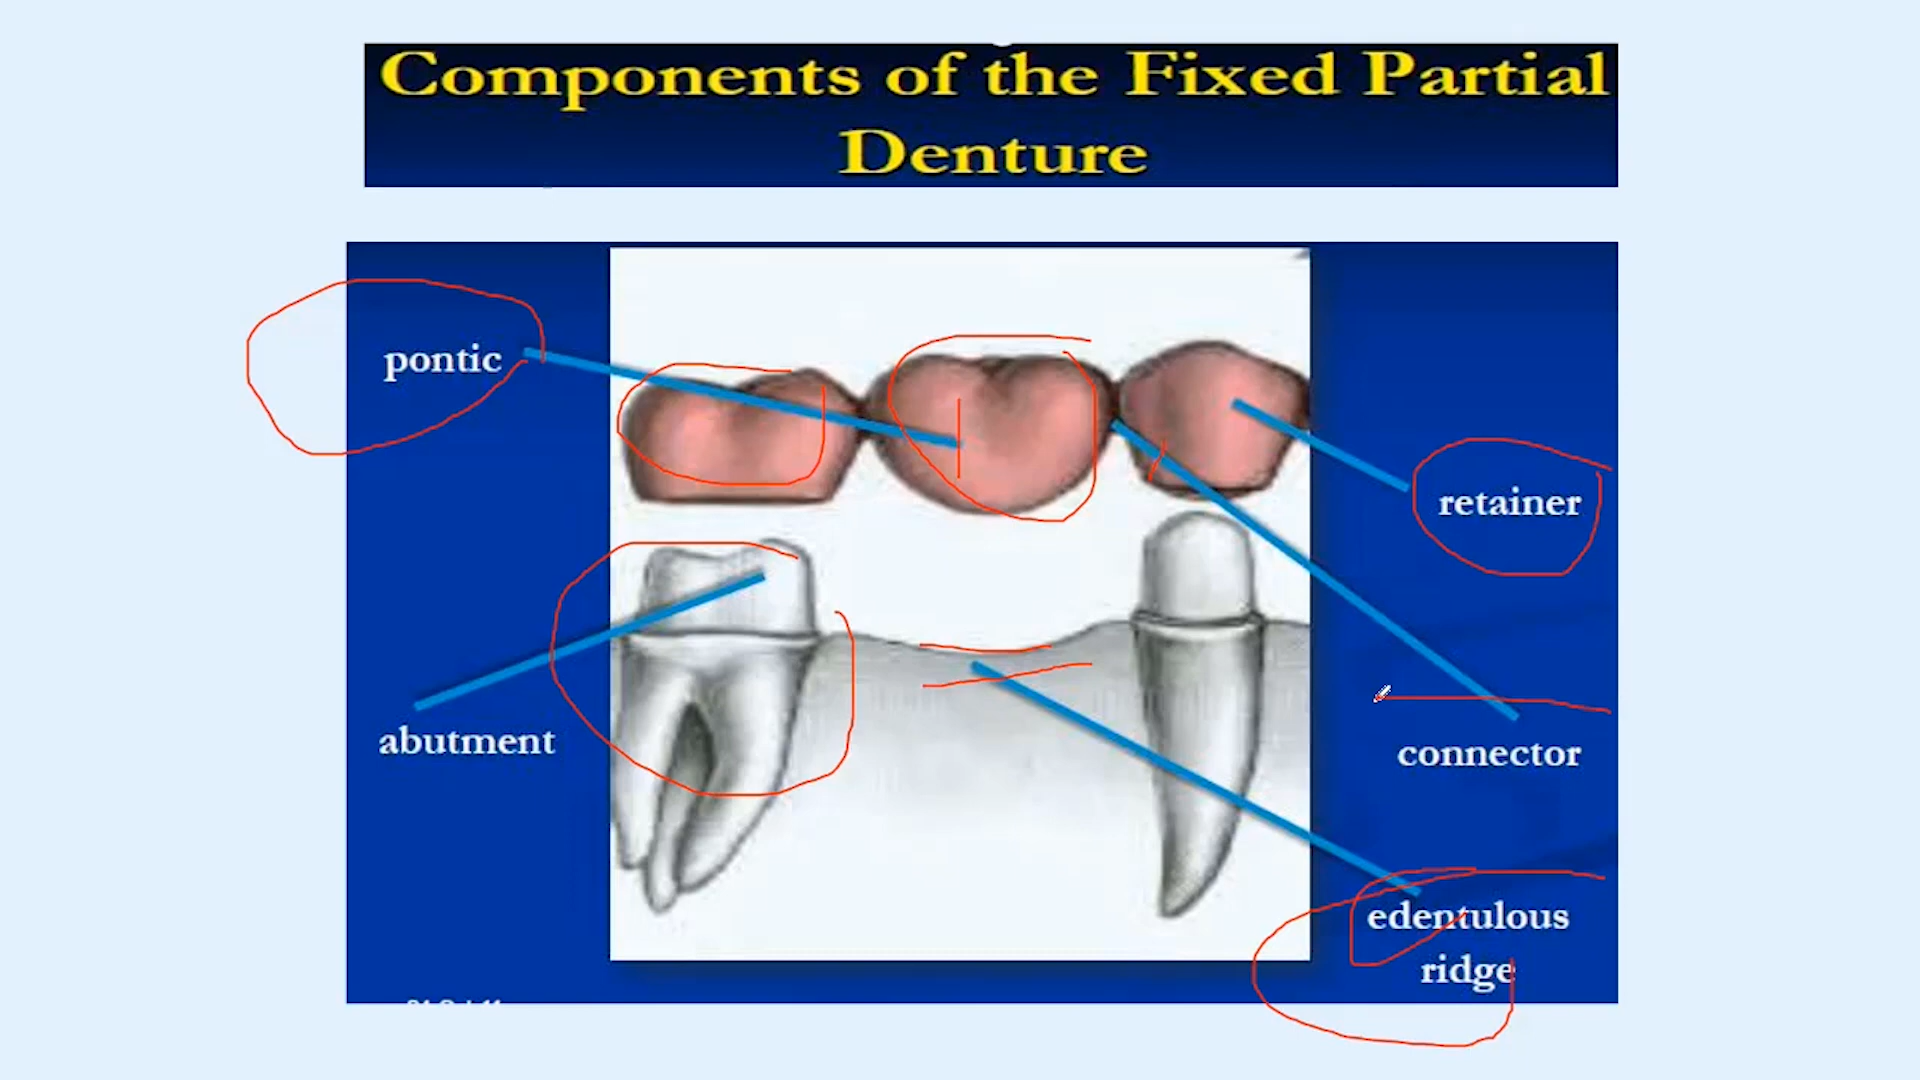 Components of the Fixed Partial
Denture
pontic
retainer
abutment
connector
edentulous
ridge